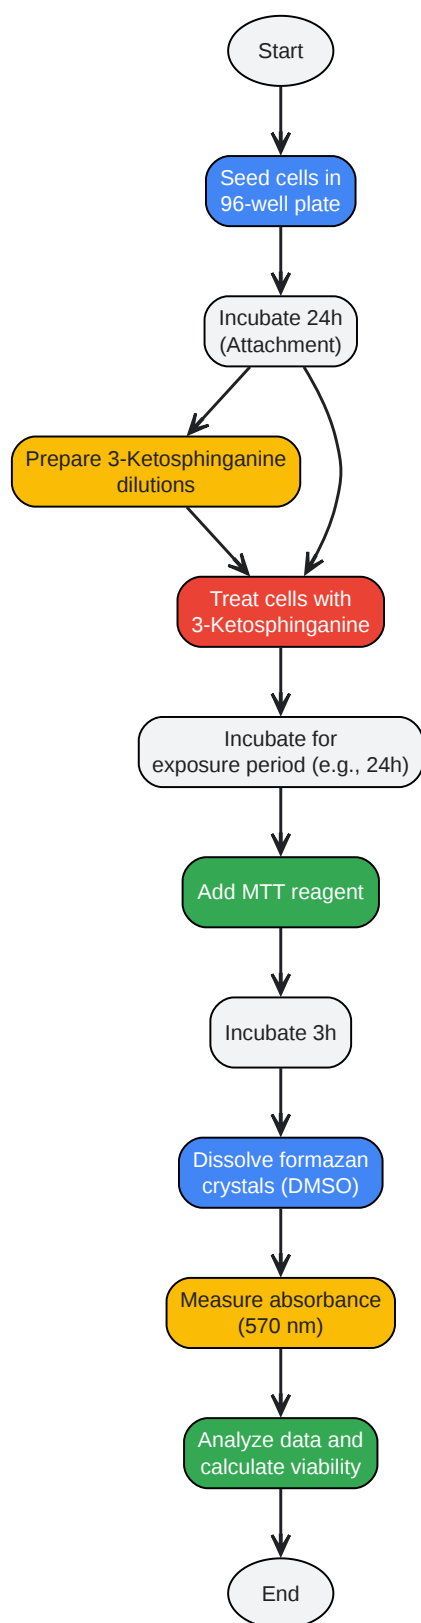 Start
Seed cells in
96-well plate
Incubate 24h
(Attachment)
Prepare 3-Ketosphinganine
dilutions
Treat cells with
3-Ketosphinganine
Incubate for
exposure period (e.g., 24h)
Add MTT reagent
Incubate 3h
Dissolve formazan
crystals (DMSO)
Measure absorbance
(570 nm)
Analyze data and
calculate viability
End